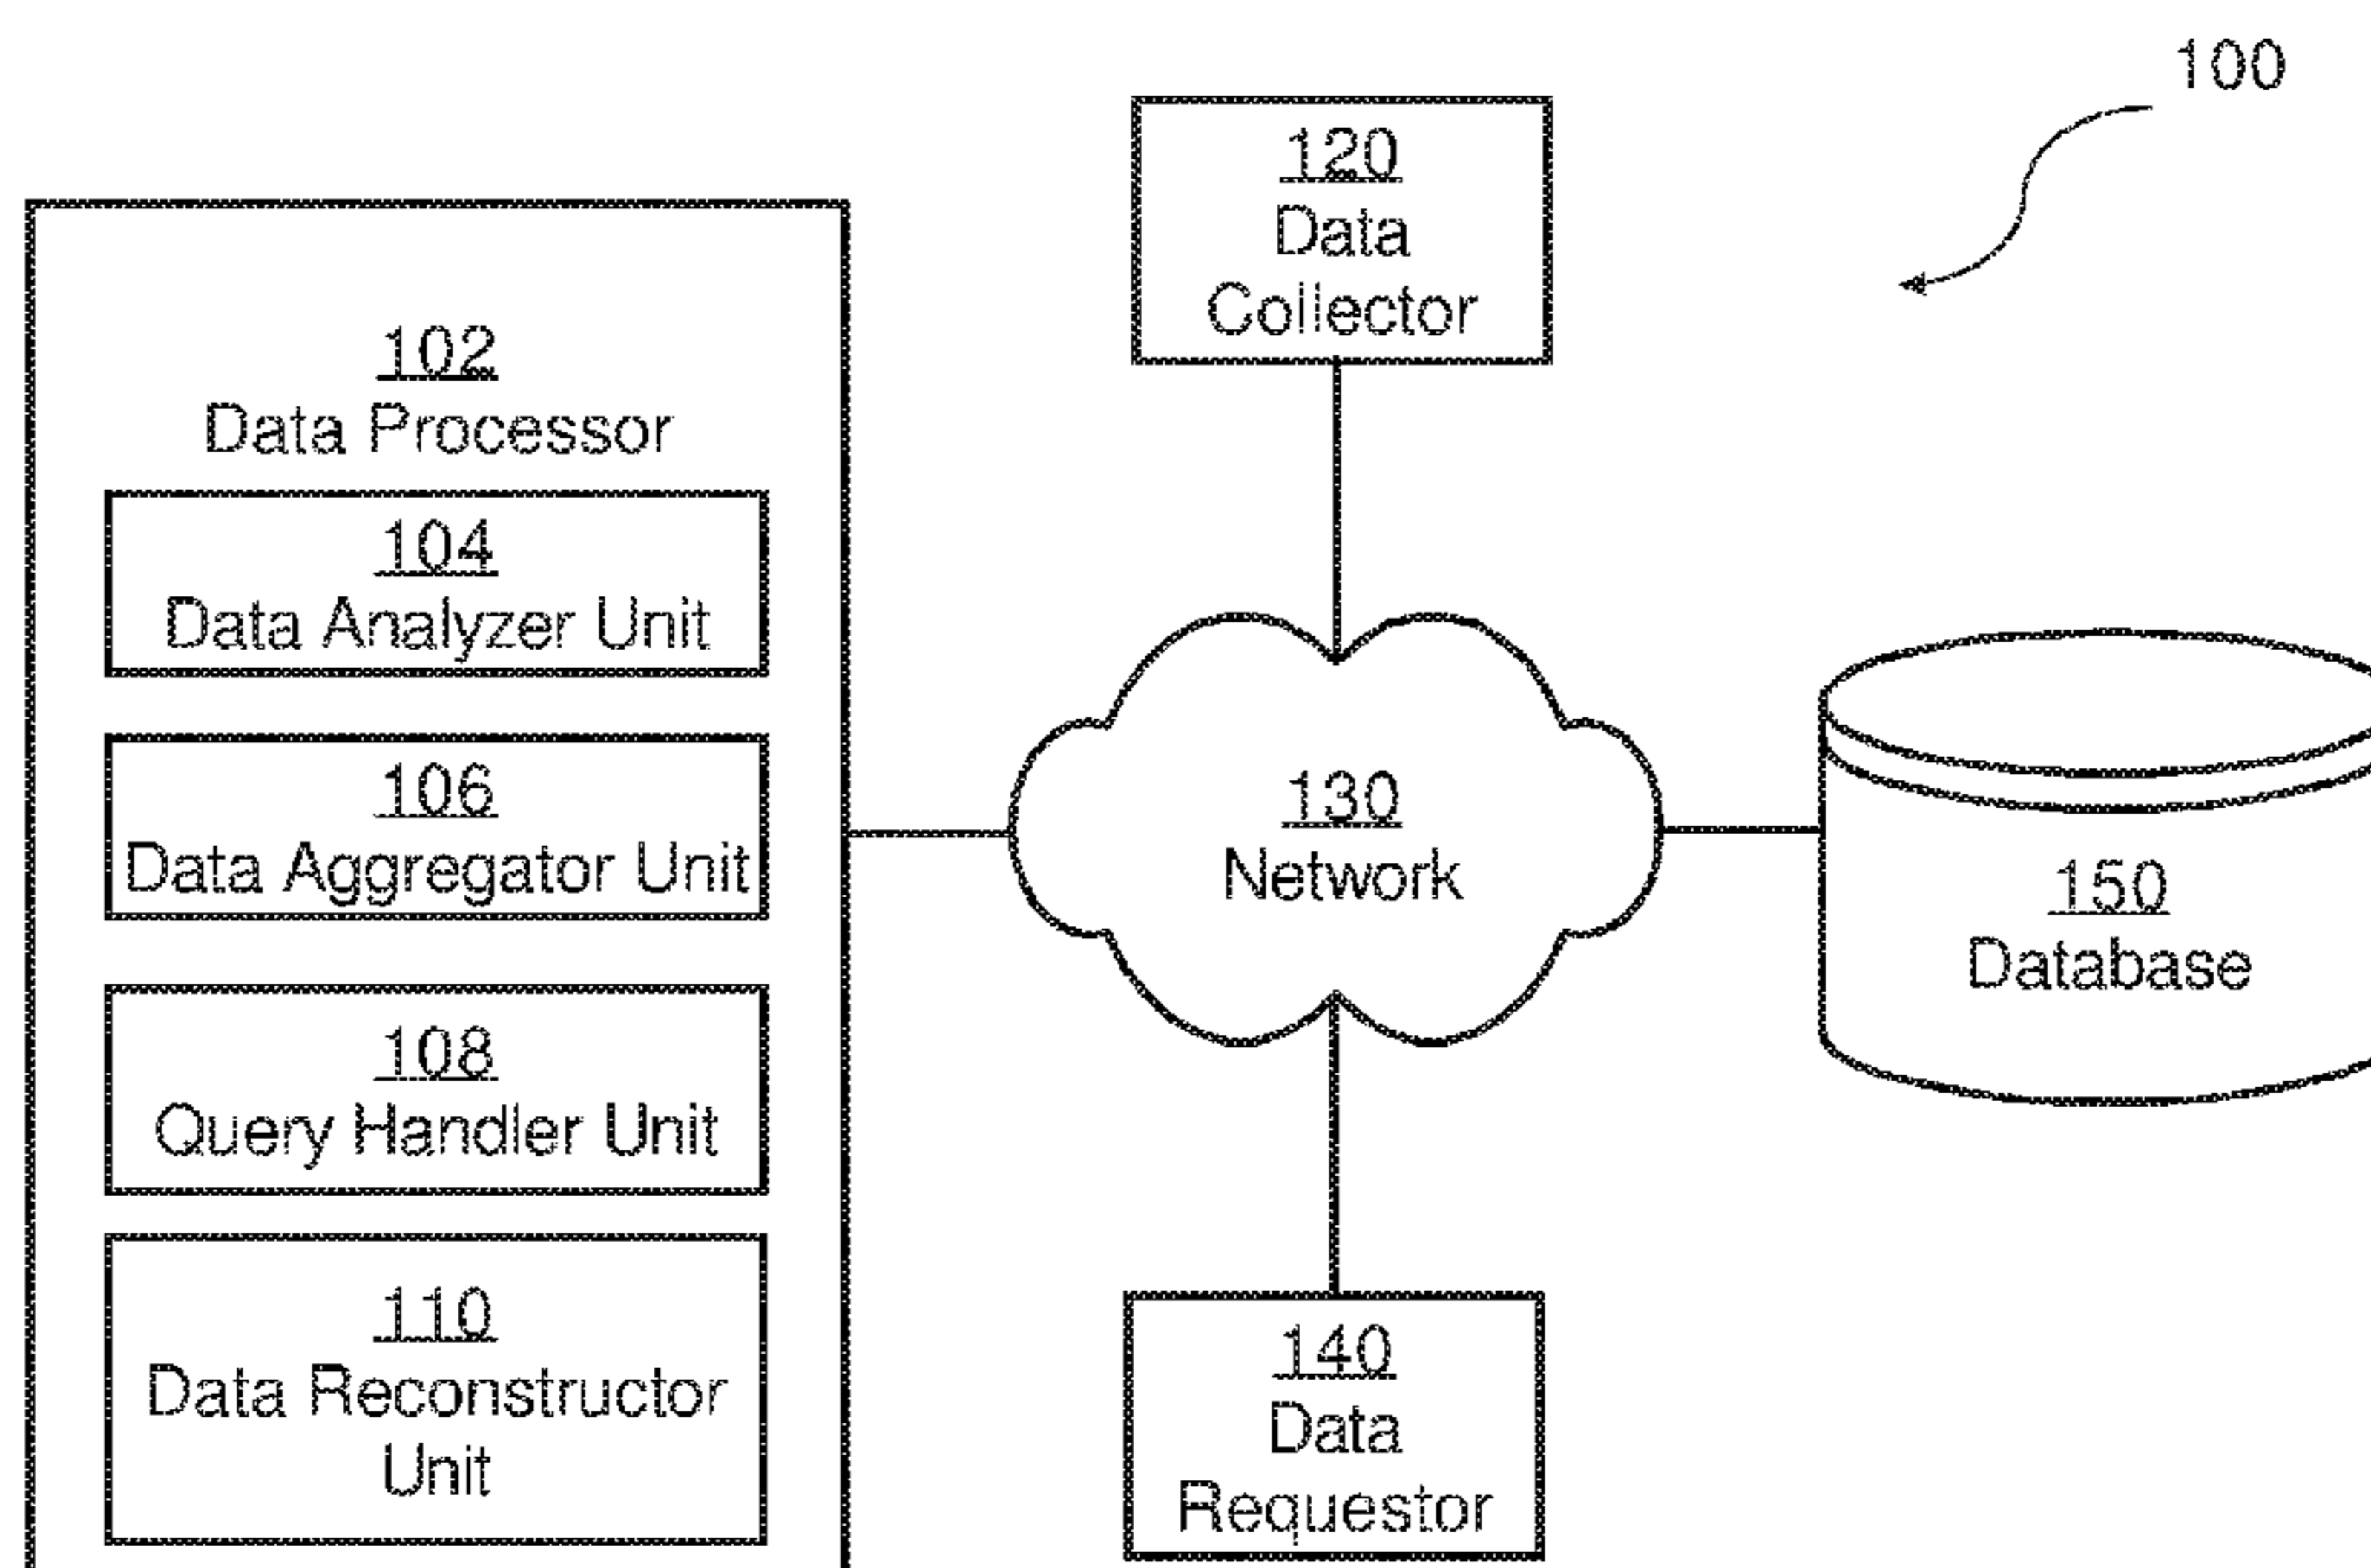 100
120
Data
Collector
102
Data Processor
104
Data Analyzer Unit
106
Data Aggregator Unit
108
Query Handler Unit
110
Data Reconstructor
Unit
130
Network
150
Database
140
Data
Requestor